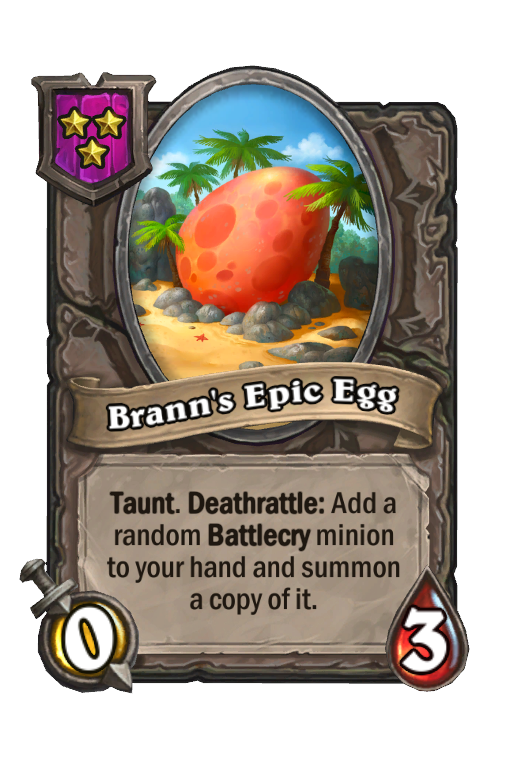 Brann's Epic Egg
Taunt. Deathrattle: Add a
random Battlecry minion
to your hand and summon
a copy of it.
0
3